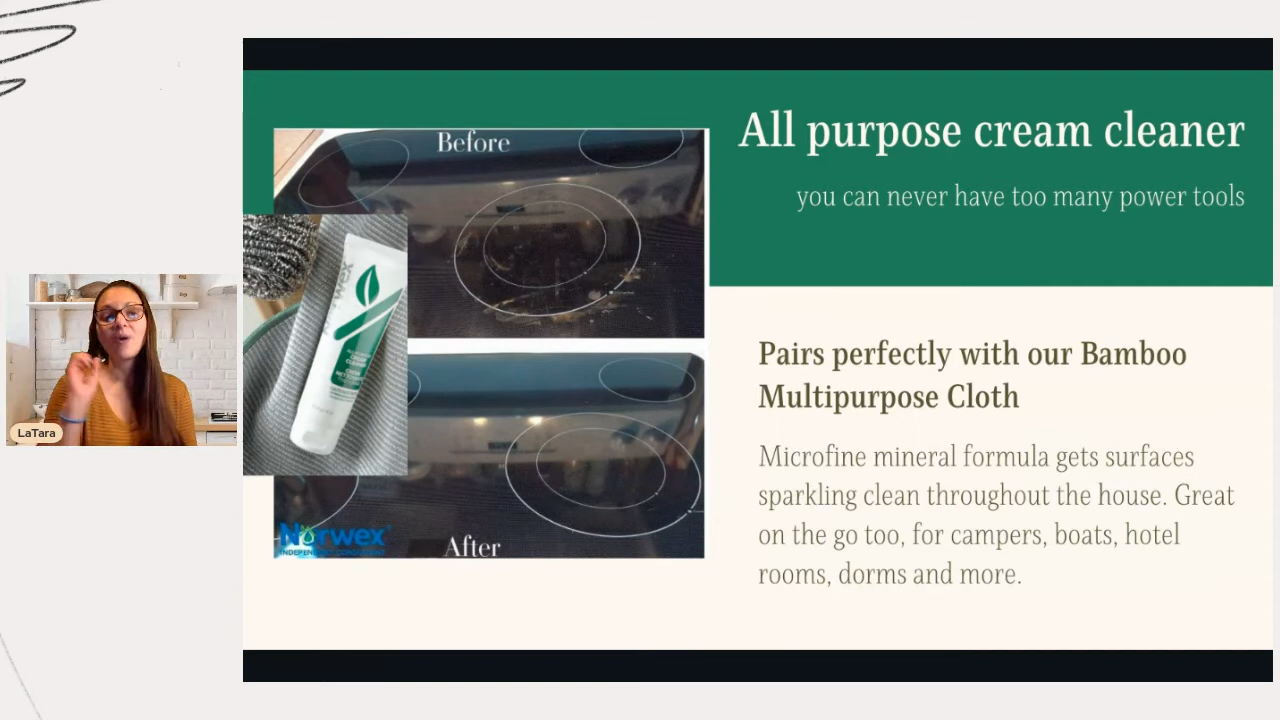 All purpose cream cleaner
you can never have too many power tools
Before
Norwex
INDEPENDENT CONSULTANT
After
Pairs perfectly with our Bamboo
Multipurpose Cloth
Microfine mineral formula gets surfaces
sparkling clean throughout the house. Great
on the go too, for campers, boats, hotel
rooms, dorms and more.
LaTara